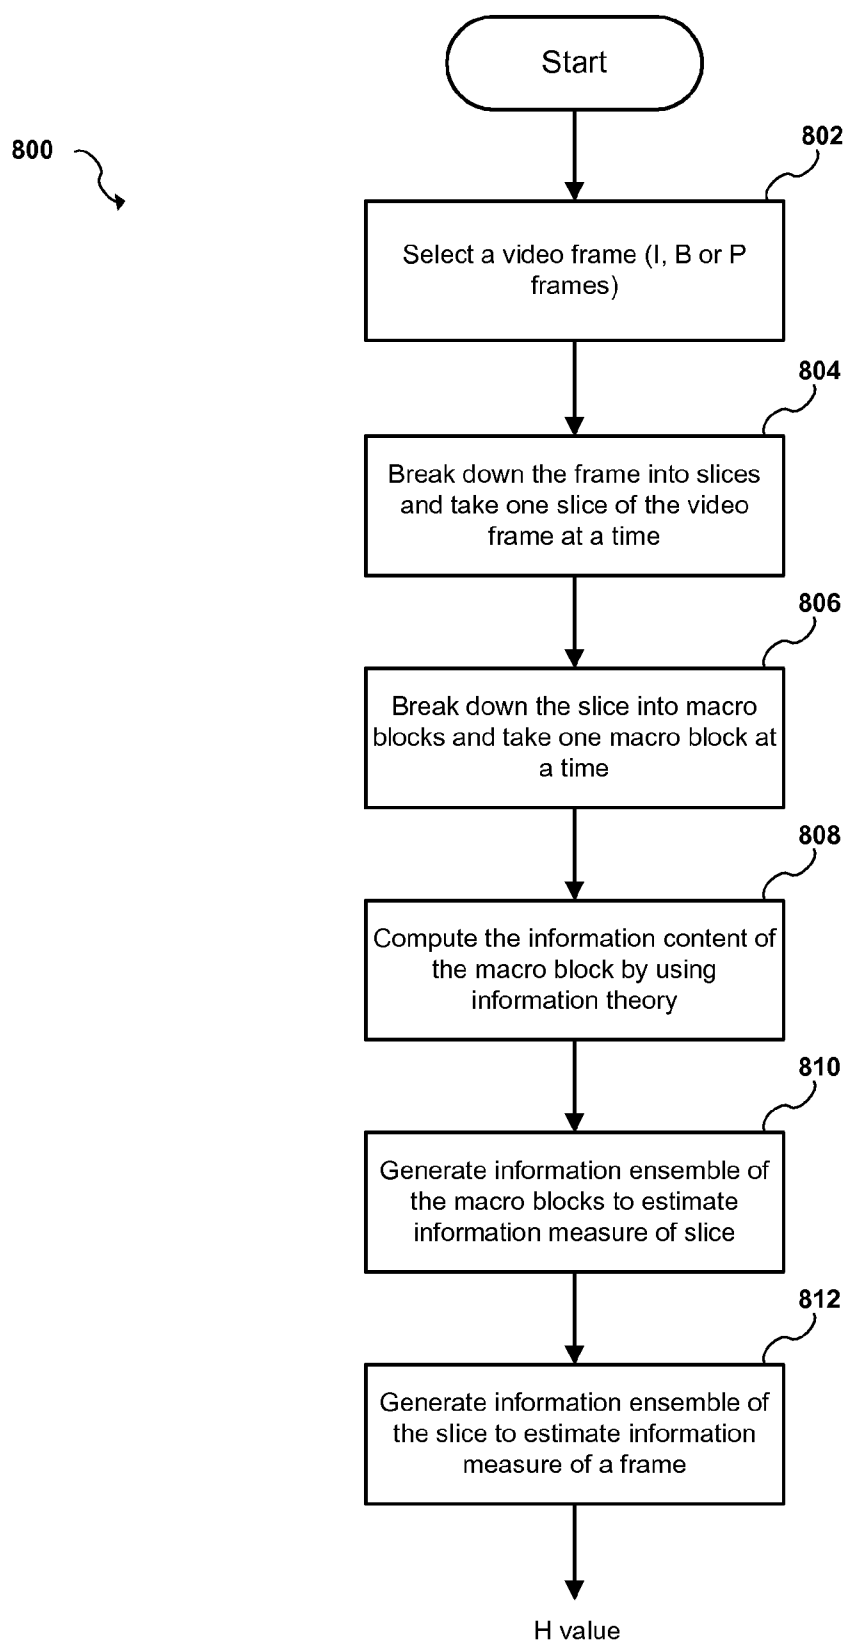 Start
800
802
Select a video frame (I, B or P
frames)
804
Break down the frame into slices
and take one slice of the video
frame at a time
806
Break down the slice into macro
blocks and take one macro block at
a time
808
Compute the information content of
the macro block by using
information theory
810
Generate information ensemble of
the macro blocks to estimate
information measure of slice
812
Generate information ensemble of
the slice to estimate information
measure of a frame
H value